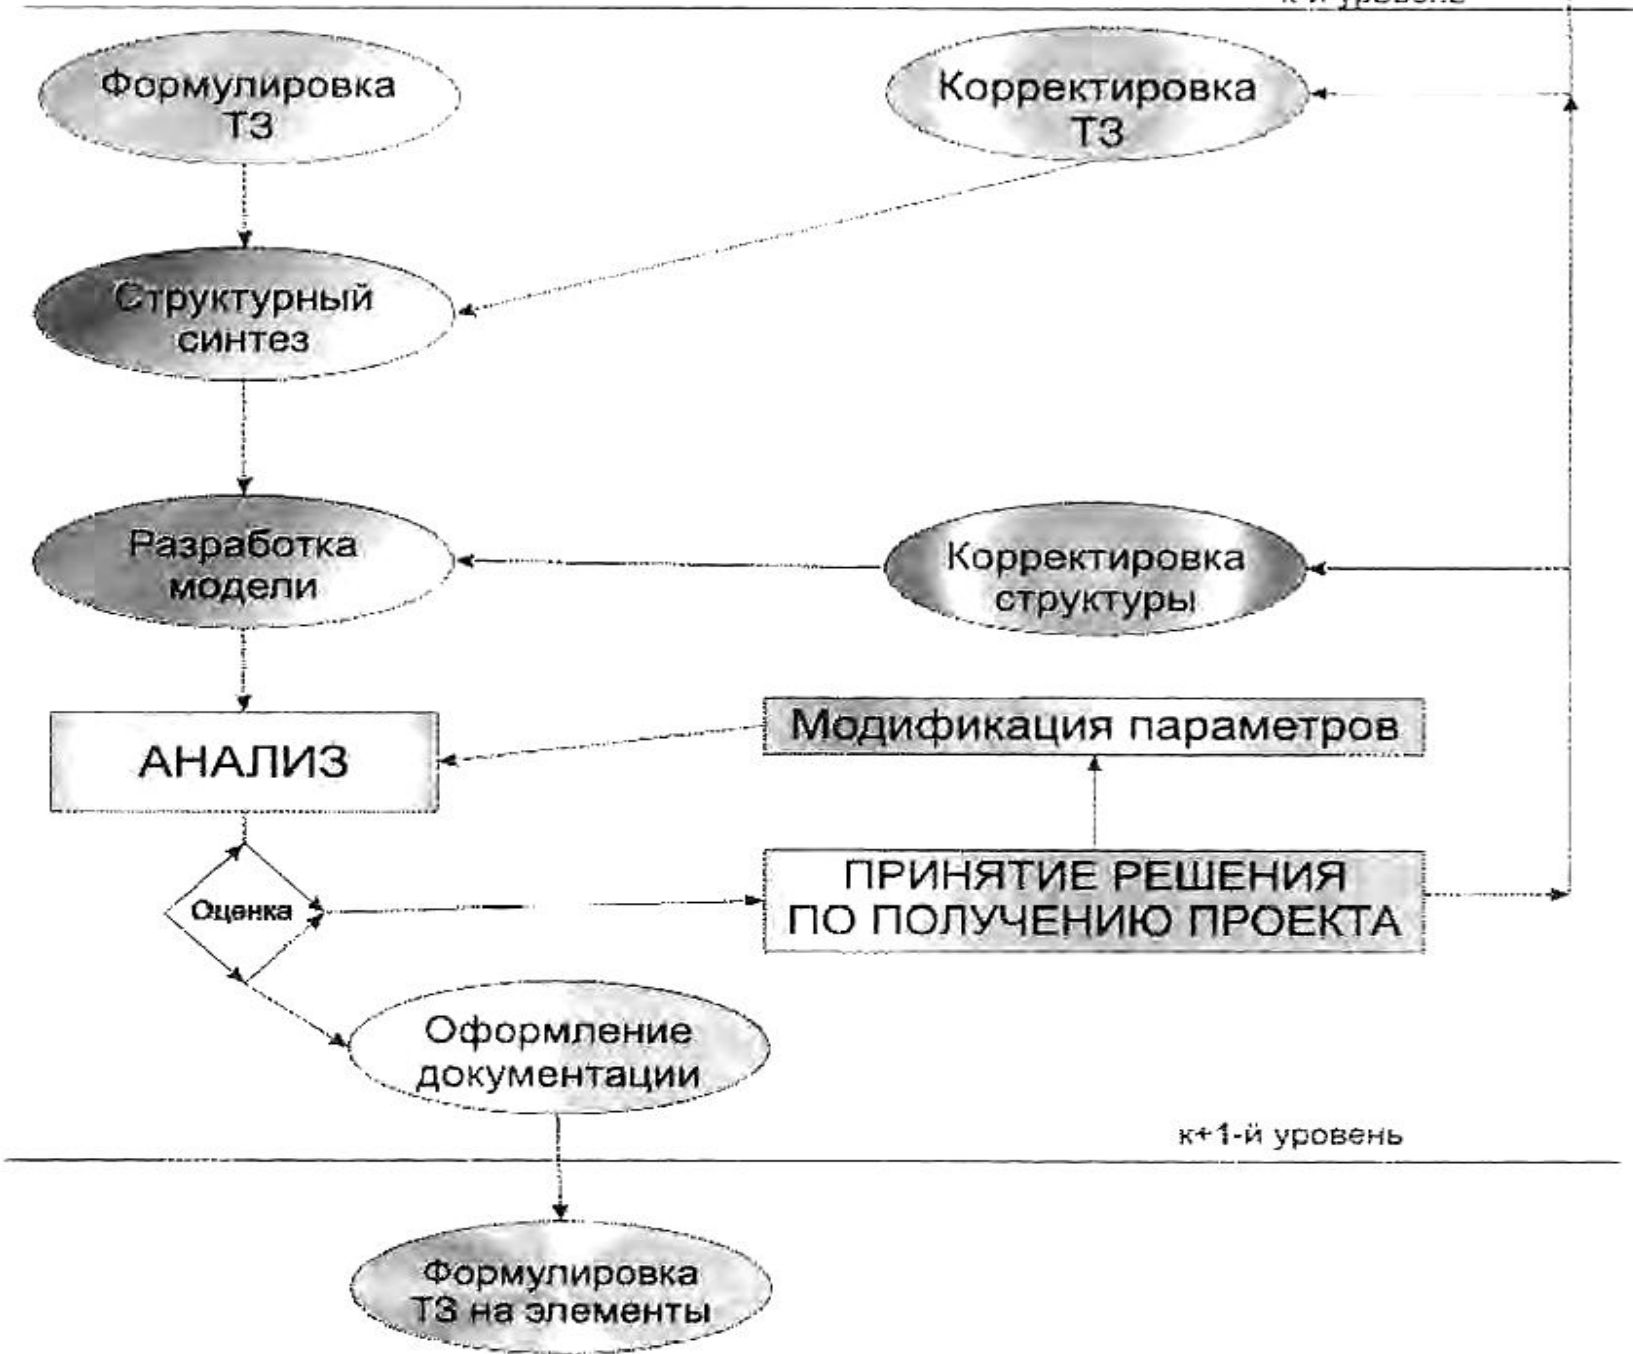 к-й уровень
Формулировка
ТЗ
Корректировка
ТЗ
Структурный
синтез
Разработка
модели
Корректировка
структуры
Модификация параметров
АНАЛИЗ
ПРИНЯТИЕ РЕШЕНИЯ
ПО ПОЛУЧЕНИЮ ПРОЕКТА
Оценка
Оформление
документации
к+1-й уровень
Формулировка
ТЗ на элементы